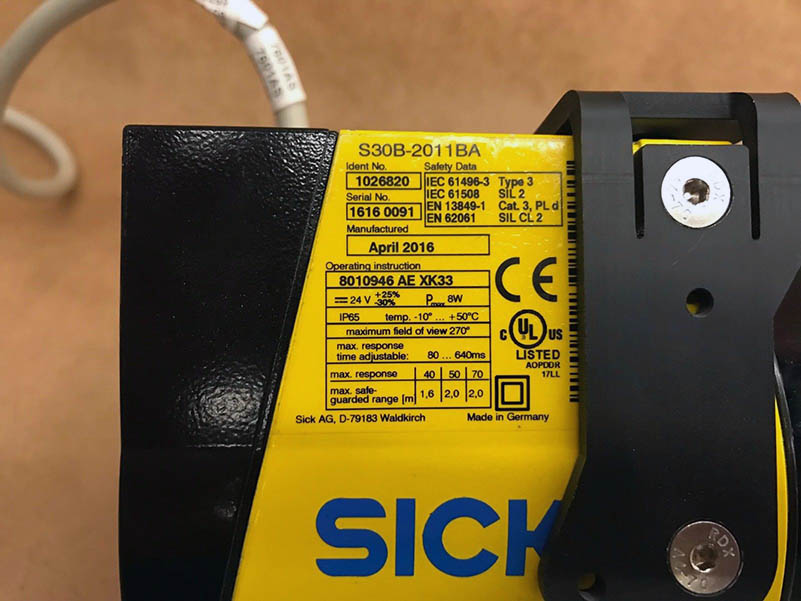 7601AS
7601AS
S30B-2011BA
Ident No. Safety Data
1026820
IEC 61496-3 Type 3
IEC 61508 SIL 2
Serial No.
EN 13849-1 Cat. 3, PL d
1616 0091
EN 62061 SIL CL 2
Manufactured
April 2016
Operating instruction
8010946 AE XK33
24 V +25% -30% Pmax. 8W
IP65 temp. -10° ... +50°C
maximum field of view 270°
max. response
time adjustable: 80 ... 640ms
max. response 40 50 70
max. safe-
guarded range [m] 1,6 2,0 2,0
Sick AG, D-79183 Waldkirch Made in Germany
CE
C UL US
LISTED
AOPDDR
17LL
SICK
RDX